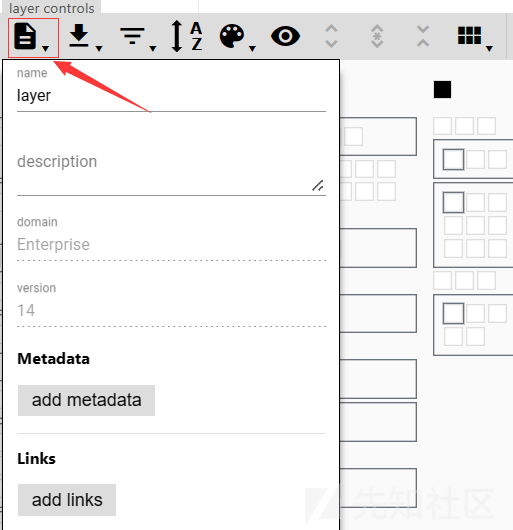 layer controls
A
Z
name
layer
description
domain
Enterprise
version
14
Metadata
add metadata
Links
add links
先知社区